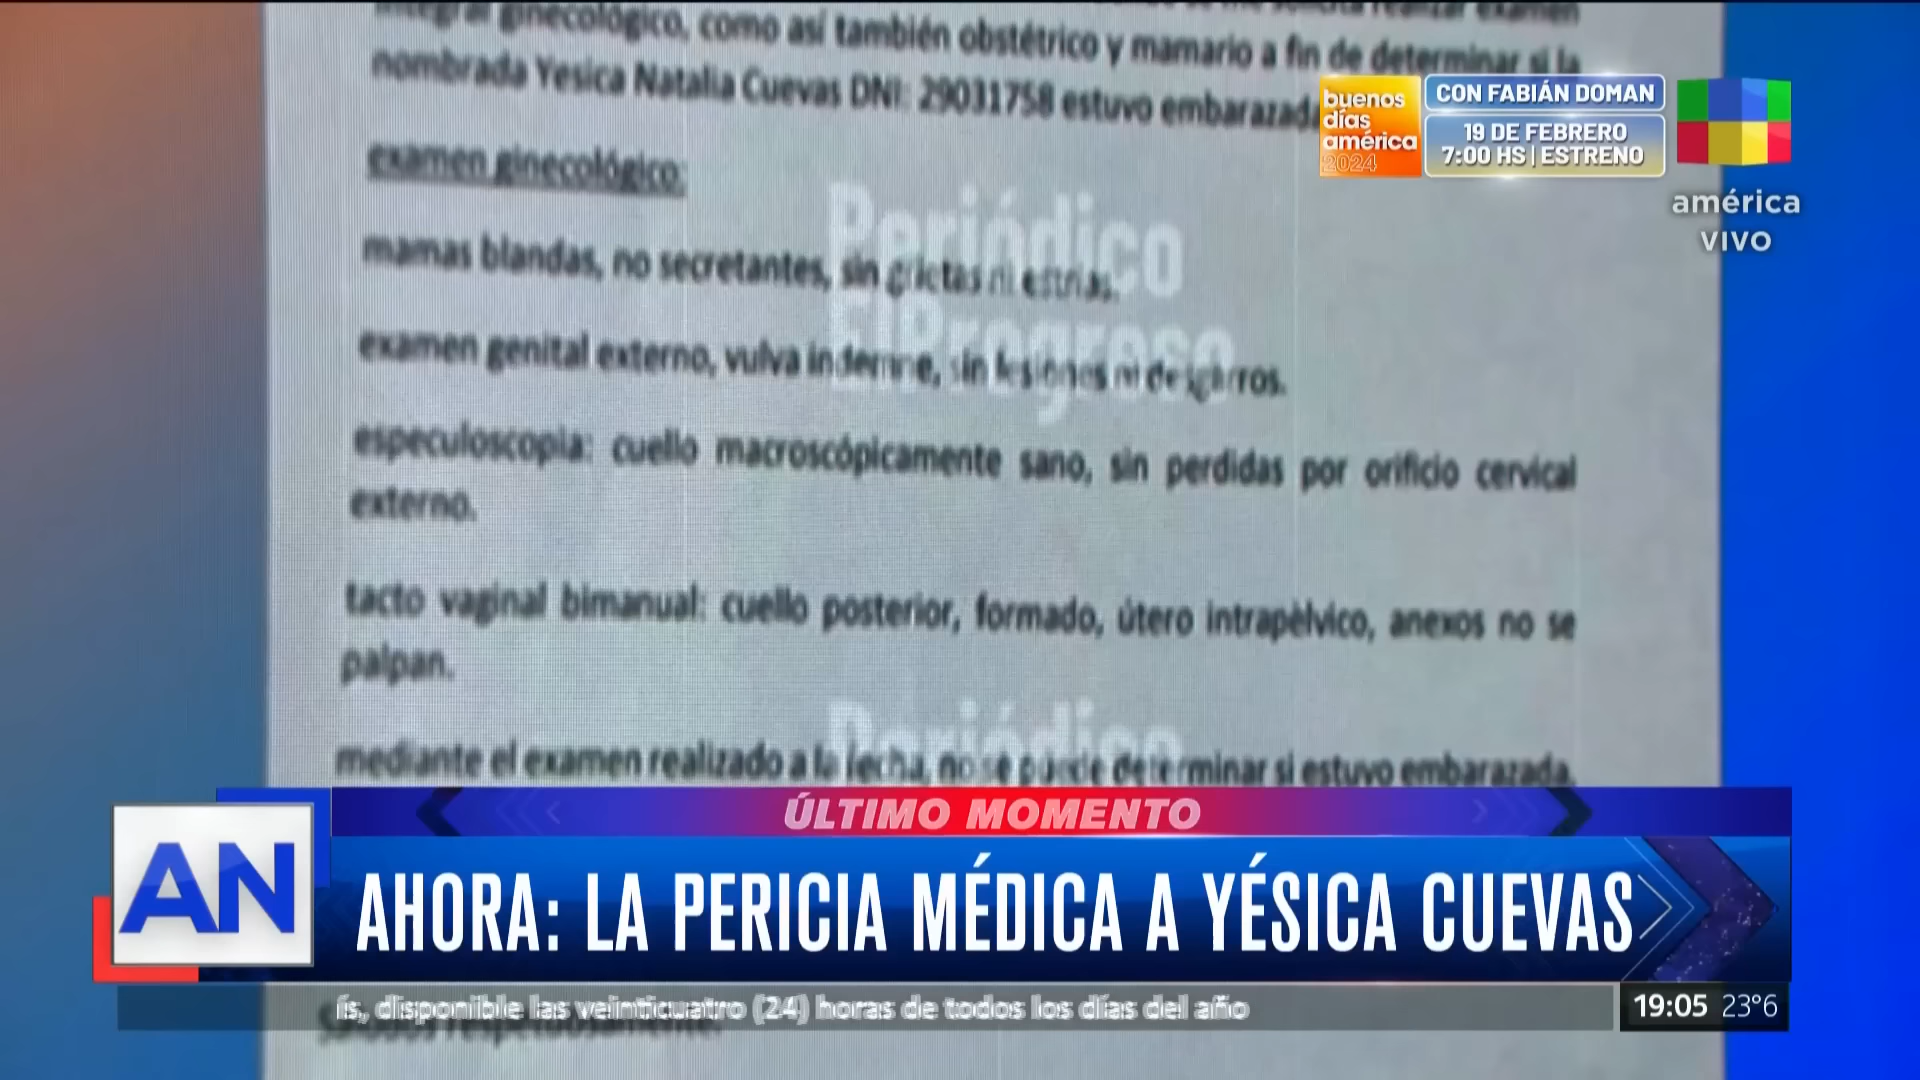 integral ginecológico, como así también obstétrico y mamario a fin de determinar si la
nombrada Yesica Natalia Cuevas DNI: 29031758 estuvo embarazada
examen ginecológico:
mamas blandas, no secretantes, sin grietas ni estrias.
examen genital externo, vulva indemne, sin lesiones ni desgarros.
especuloscopia: cuello macroscópicamente sano, sin perdidas por orificio cervical
externo.
tacto vaginal bimanual: cuello posterior, formado, útero intrapèlvico, anexos no se
palpan.
mediante el examen realizado a la fecha, no se puede determinar si estuvo embarazada.
Saludos respetuosamente.
Periódico
ElProgreso
Periódico
buenos
días
américa
2024
CON FABIÁN DOMAN
19 DE FEBRERO
7:00 HS | ESTRENO
américa
VIVO
ÚLTIMO MOMENTO
AN
AHORA: LA PERICIA MÉDICA A YÉSICA CUEVAS
ís, disponible las veinticuatro (24) horas de todos los días del año
19:05 23°6